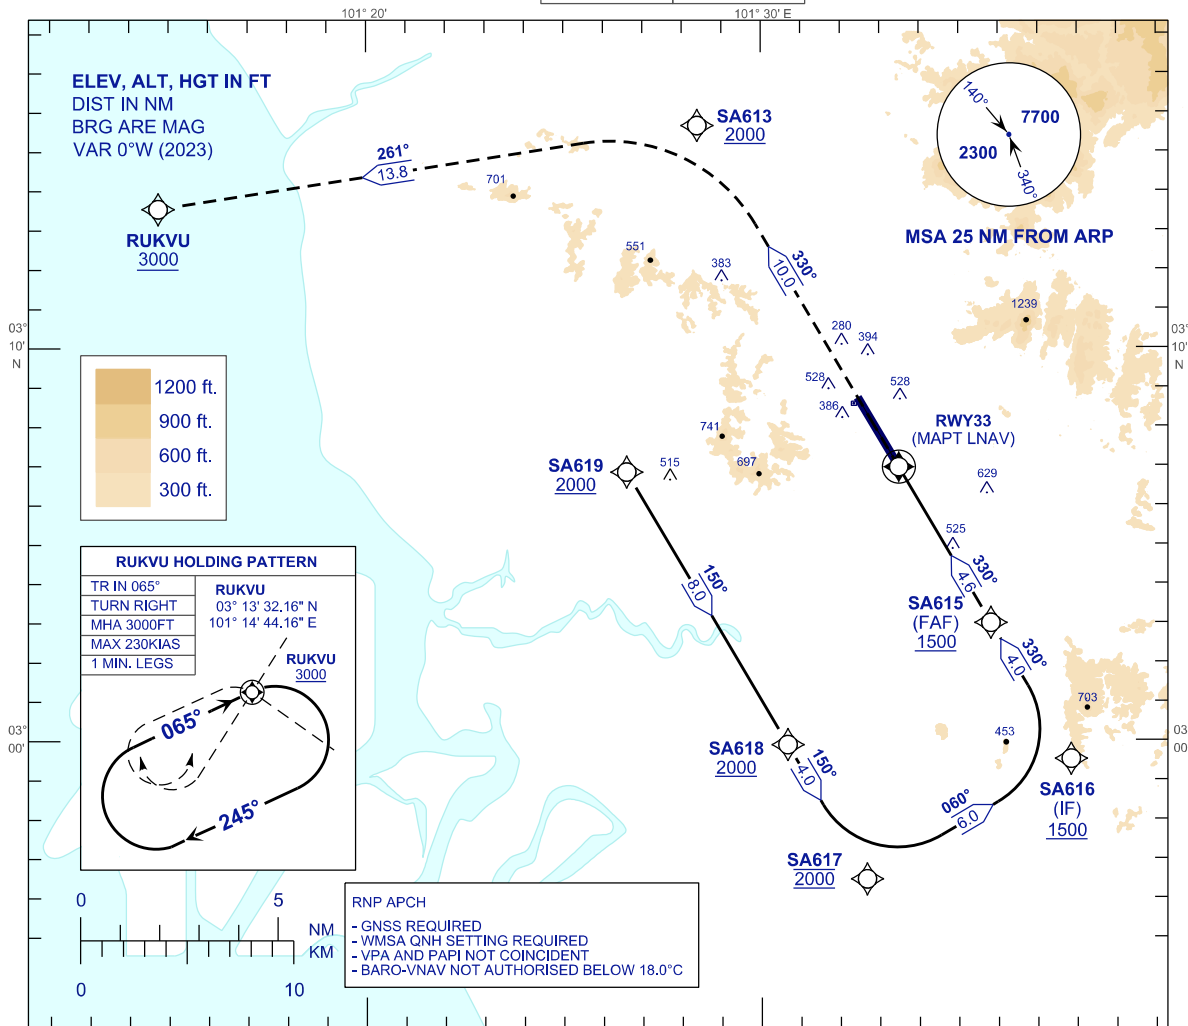 101° 20'
101° 30' E
ELEV, ALT, HGT IN FT
DIST IN NM
BRG ARE MAG
VAR 0°W (2023)
SA613
2000
140°
7700
2300
340°
MSA 25 NM FROM ARP
261°
13.8
701
RUKVU
3000
551
383
330°
10.0
1239
280
394
03°
10'
N
03°
10'
N
528
528
386
1200 ft.
900 ft.
600 ft.
300 ft.
RWY33
(MAPT LNAV)
741
697
SA619
2000
515
629
525
330°
4.6
150°
8.0
SA615
(FAF)
1500
330°
4.0
RUKVU HOLDING PATTERN
TR IN 065°
TURN RIGHT
MHA 3000FT
MAX 230KIAS
1 MIN. LEGS
RUKVU
03° 13' 32.16" N
101° 14' 44.16" E
RUKVU
3000
065°
245°
703
453
03°
00'
03
00
SA618
2000
150°
4.0
060°
6.0
SA616
(IF)
1500
SA617
2000
0
5
NM
KM
0
10
RNP APCH
- GNSS REQUIRED
- WMSA QNH SETTING REQUIRED
- VPA AND PAPI NOT COINCIDENT
- BARO-VNAV NOT AUTHORISED BELOW 18.0°C